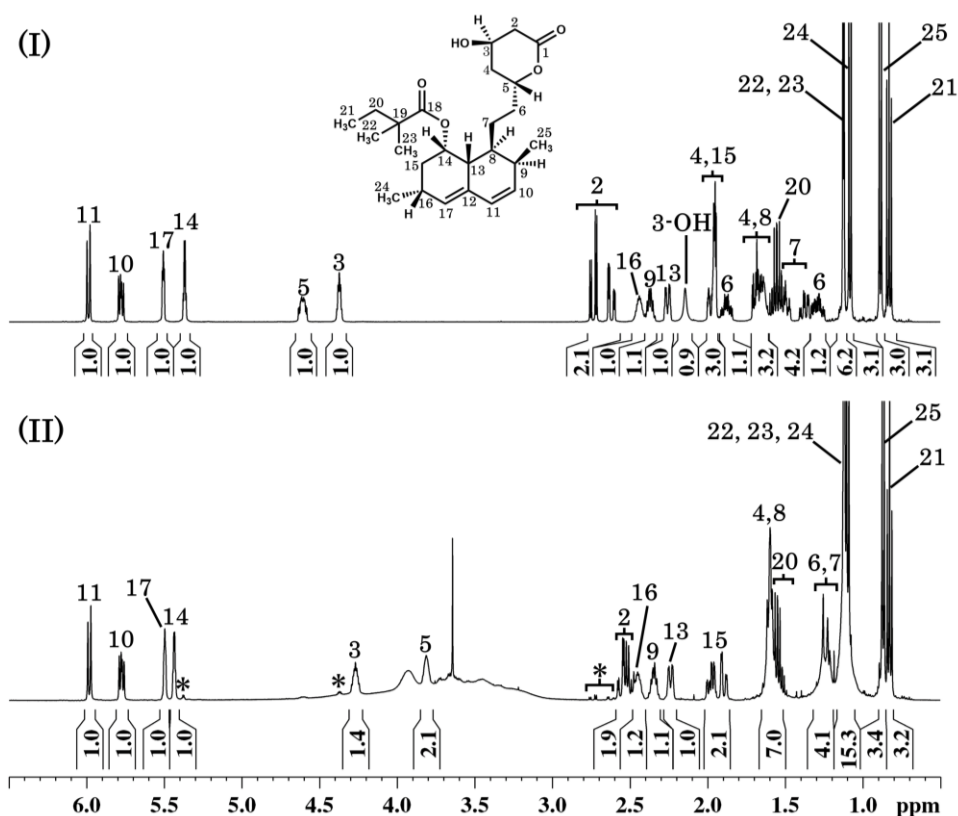 (I)
HO
H
3
2
1
O
4
5
O
H
6
7
25
CH₃
8
H
9
H
10
11
12
13
H
14
H
15
16
H
17
24
H₃C
O
18
O
19
20
21
H₃C
22
H₃C
23
CH₃
11
10
17
14
5
3
2
16
9
13
3-OH
4,15
6
4,8
20
7
6
22, 23
24
25
21
1.0 1.0 1.0 1.0 1.0 1.0 2.1 1.0 1.1 1.0 0.9 3.0 1.1 3.2 4.2 1.2 6.2 3.1 3.0 3.1
(II)
11
10
17
14
*
*
3
5
*
2
16
9
13
15
4,8
20
6,7
22, 23, 24
25
21
1.0 1.0 1.0 1.0 1.4 2.1 1.9 1.2 1.1 1.0 2.1 7.0 4.1 15.3 3.4 3.2
6.0 5.5 5.0 4.5 4.0 3.5 3.0 2.5 2.0 1.5 1.0 ppm